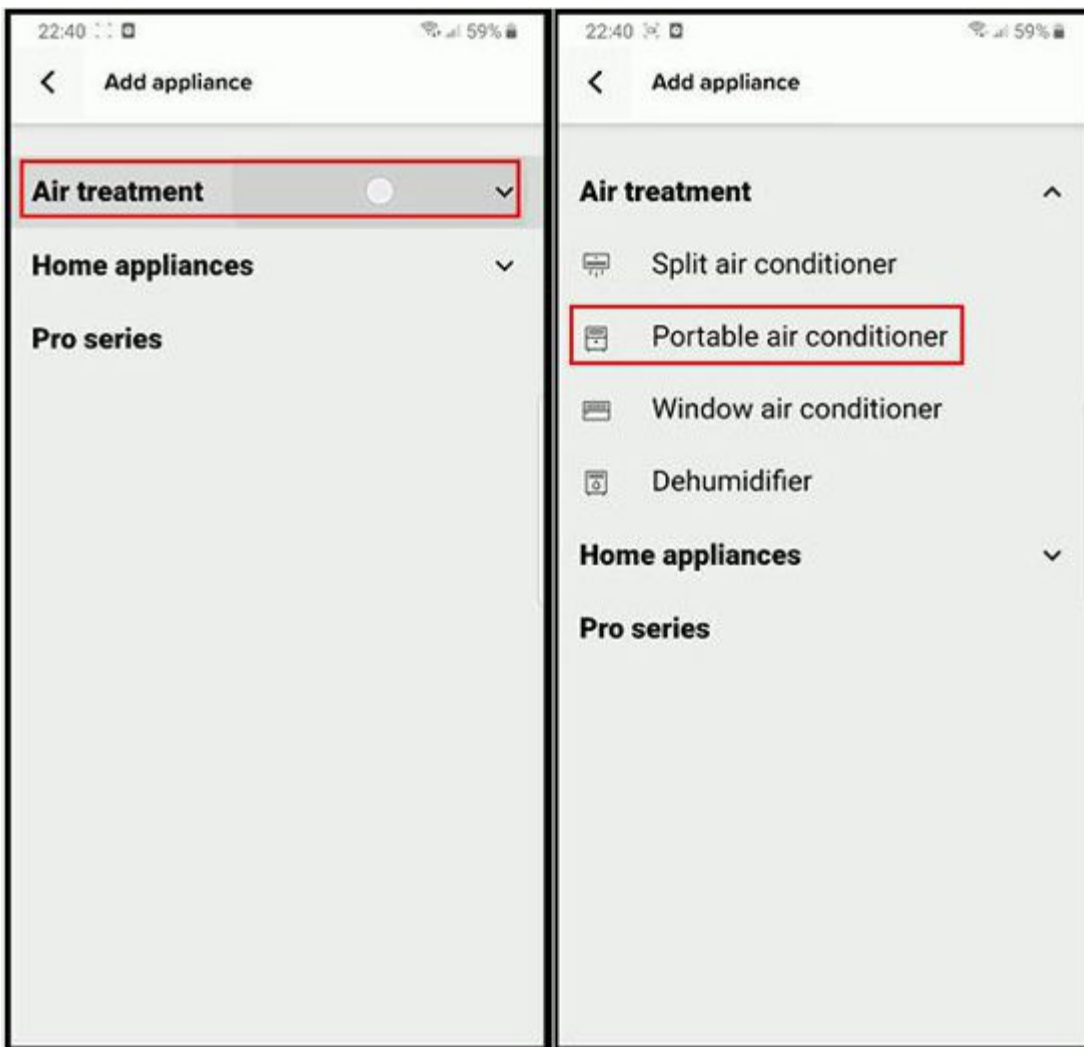 22:40
59%
Add appliance
Air treatment
Home appliances
Pro series
22:40
59%
Add appliance
Air treatment
Split air conditioner
Portable air conditioner
Window air conditioner
Dehumidifier
Home appliances
Pro series